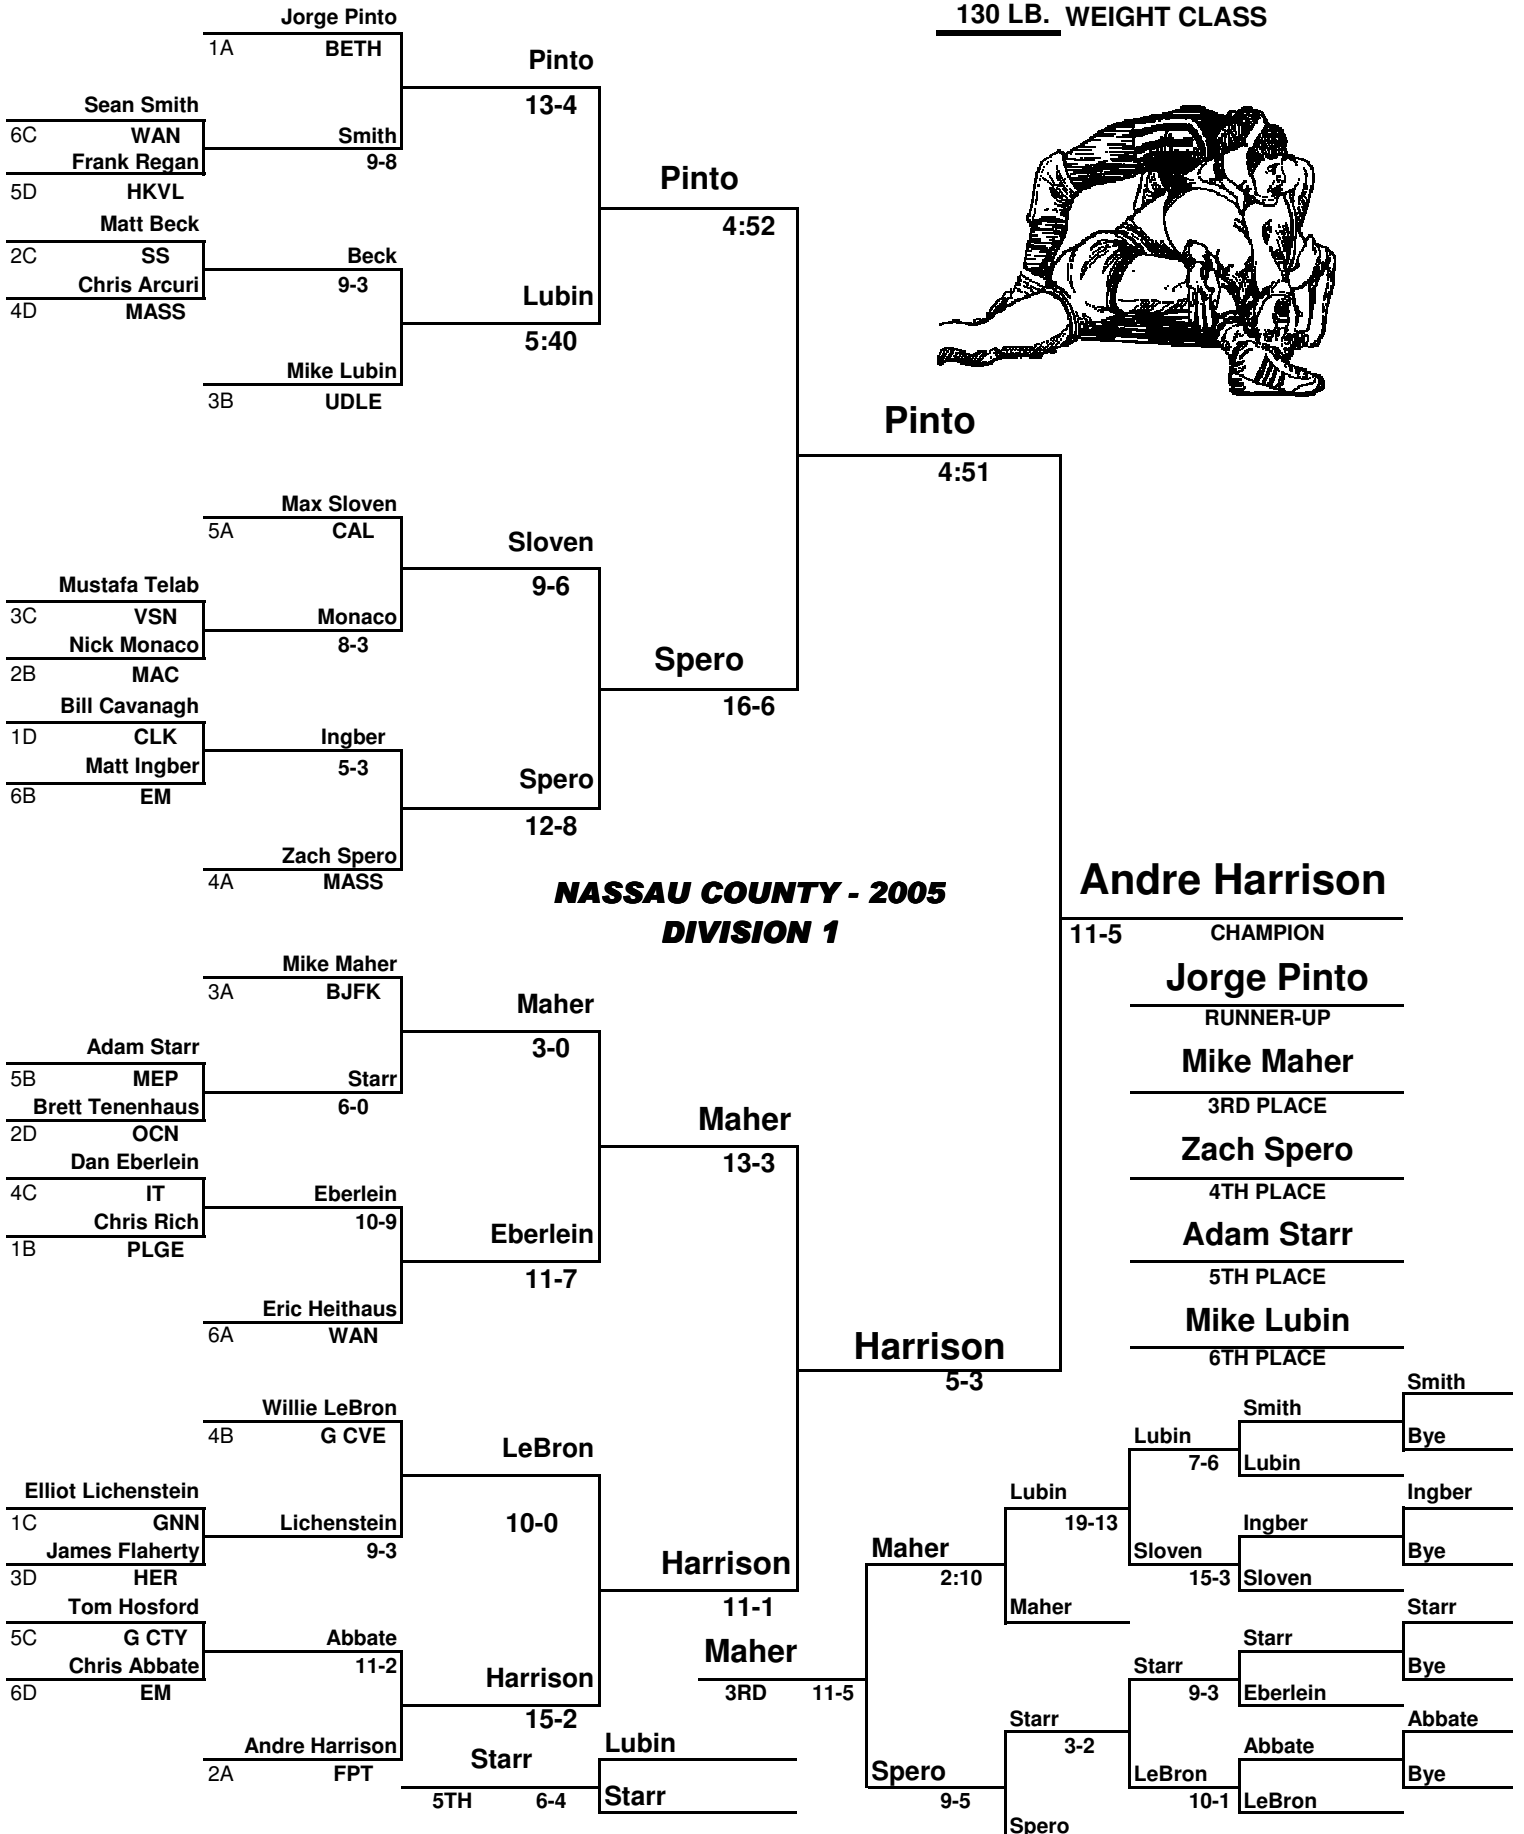 130 LB. WEIGHT CLASS
Jorge Pinto
1A BETH
Pinto
13-4
Sean Smith
6C WAN
Smith
Frank Regan
9-8
5D HKVL
Pinto
4:52
Matt Beck
2C SS
Beck
Chris Arcuri
9-3
4D MASS
Lubin
5:40
Mike Lubin
3B UDLE
Pinto
4:51
Max Sloven
5A CAL
Sloven
9-6
Mustafa Telab
3C VSN
Monaco
Nick Monaco
8-3
2B MAC
Spero
16-6
Bill Cavanagh
1D CLK
Ingber
Matt Ingber
5-3
6B EM
Spero
12-8
Zach Spero
4A MASS
NASSAU COUNTY - 2005
DIVISION 1
Andre Harrison
11-5 CHAMPION
Jorge Pinto
RUNNER-UP
Mike Maher
3RD PLACE
Zach Spero
4TH PLACE
Adam Starr
5TH PLACE
Mike Lubin
6TH PLACE
Mike Maher
3A BJFK
Maher
3-0
Adam Starr
5B MEP
Starr
Brett Tenenhaus
6-0
2D OCN
Maher
13-3
Dan Eberlein
4C IT
Eberlein
Chris Rich
10-9
1B PLGE
Eberlein
11-7
Eric Heithaus
6A WAN
Harrison
5-3
Willie LeBron
4B G CVE
LeBron
10-0
Elliot Lichenstein
1C GNN
Lichenstein
James Flaherty
9-3
3D HER
Harrison
11-1
Tom Hosford
5C G CTY
Abbate
Chris Abbate
11-2
6D EM
Harrison
15-2
Andre Harrison
2A FPT
Starr
5TH 6-4
Lubin
Starr
Maher
3RD 11-5
Maher
2:10
Spero
9-5
Lubin
19-13
Maher
Starr
3-2
Spero
Lubin
7-6
Sloven
15-3
Starr
9-3
LeBron
10-1
Smith
Lubin
Ingber
Sloven
Starr
Eberlein
Abbate
LeBron
Smith
Bye
Ingber
Bye
Starr
Bye
Abbate
Bye